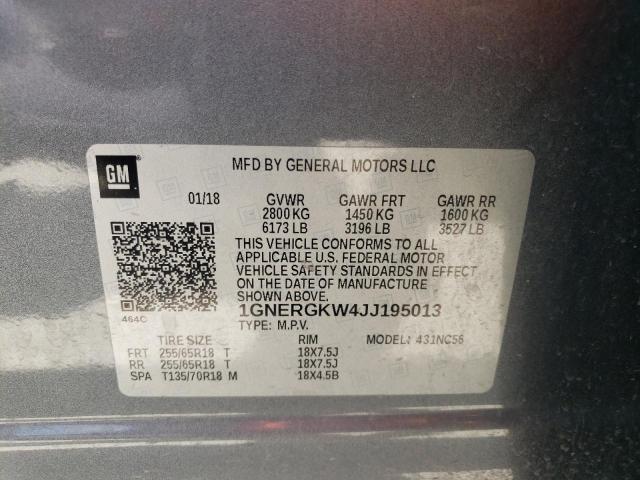 GM
MFD BY GENERAL MOTORS LLC
01/18 GVWR GAWR FRT GAWR RR
2800 KG 1450 KG 1600 KG
6173 LB 3196 LB 3527 LB
THIS VEHICLE CONFORMS TO ALL
APPLICABLE U.S. FEDERAL MOTOR
VEHICLE SAFETY STANDARDS IN EFFECT
ON THE DATE OF MANUFACTURE
SHOWN ABOVE.
464C 1GNERGKW4JJ195013
TYPE: M.P.V.
TIRE SIZE RIM MODEL: 431NC56
FRT 255/65R18 T 18X7.5J
RR 255/65R18 T 18X7.5J
SPA T135/70R18 M 18X4.5B